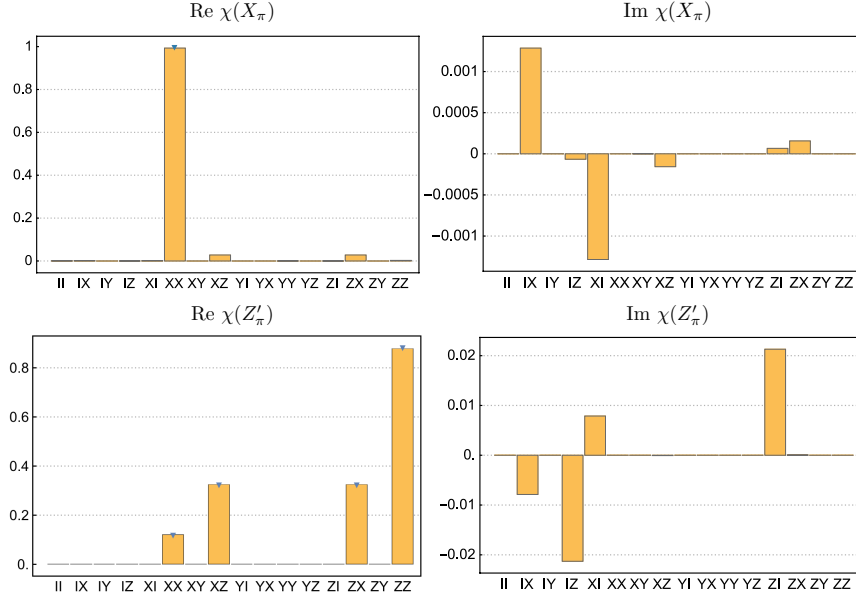 Re χ(X_π)
1
0.8
0.6
0.4
0.2
0
II IX IY IZ XI XX XY XZ YI YX YY YZ ZI ZX ZY ZZ
Im χ(X_π)
0.001
0.0005
0
−0.0005
−0.001
II IX IY IZ XI XX XY XZ YI YX YY YZ ZI ZX ZY ZZ
Re χ(Z′_π)
0.8
0.6
0.4
0.2
0.
II IX IY IZ XI XX XY XZ YI YX YY YZ ZI ZX ZY ZZ
Im χ(Z′_π)
0.02
0.01
0.
−0.01
−0.02
II IX IY IZ XI XX XY XZ YI YX YY YZ ZI ZX ZY ZZ